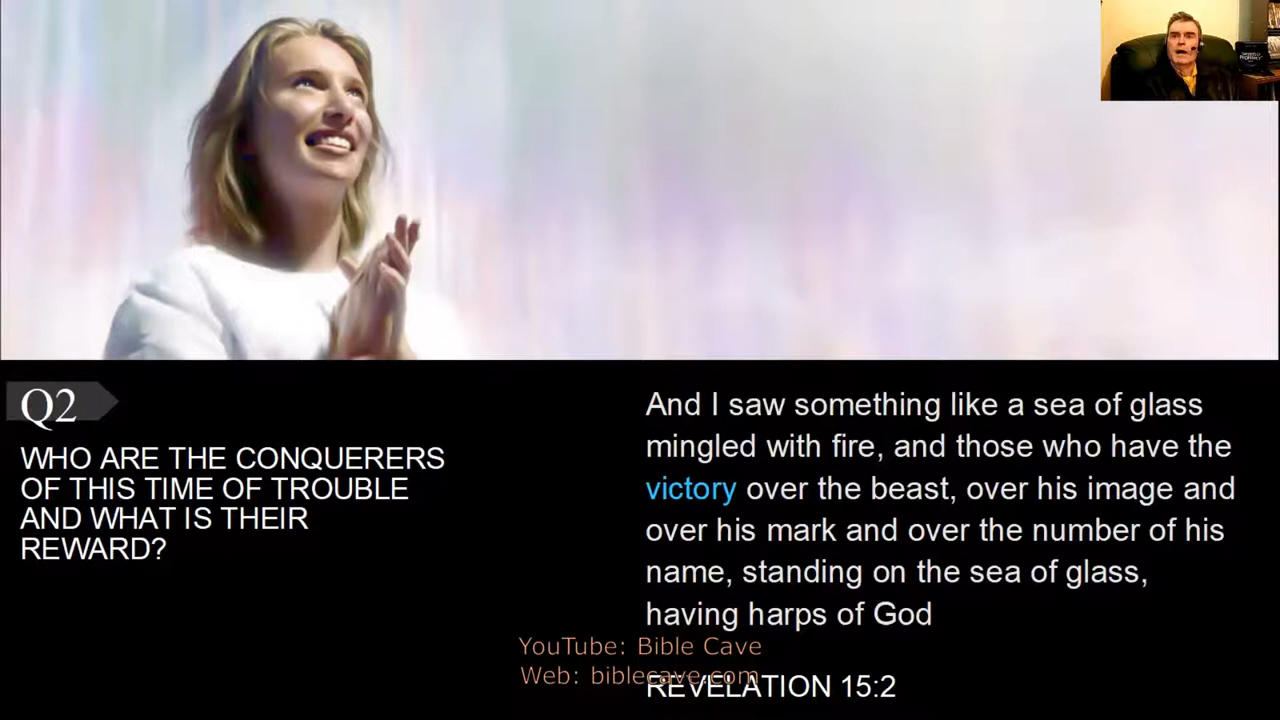 Q2
WHO ARE THE CONQUERERS
OF THIS TIME OF TROUBLE
AND WHAT IS THEIR
REWARD?
And I saw something like a sea of glass
mingled with fire, and those who have the
victory over the beast, over his image and
over his mark and over the number of his
name, standing on the sea of glass,
having harps of God
YouTube: Bible Cave
Web: biblecave.com
REVELATION 15:2